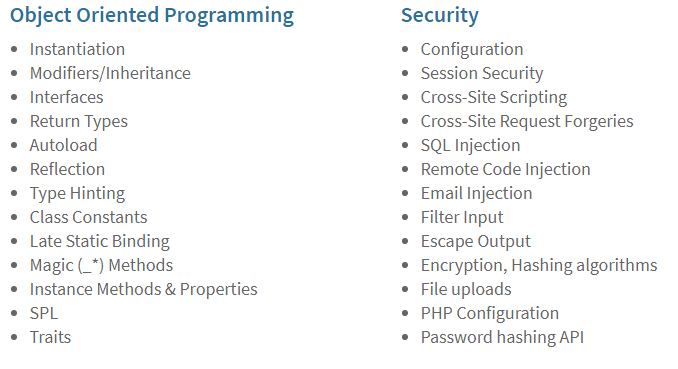 Object Oriented Programming
Instantiation
Modifiers/Inheritance
Interfaces
Return Types
Autoload
Reflection
Type Hinting
Class Constants
Late Static Binding
Magic (_*) Methods
Instance Methods & Properties
SPL
Traits
Security
Configuration
Session Security
Cross-Site Scripting
Cross-Site Request Forgeries
SQL Injection
Remote Code Injection
Email Injection
Filter Input
Escape Output
Encryption, Hashing algorithms
File uploads
PHP Configuration
Password hashing API